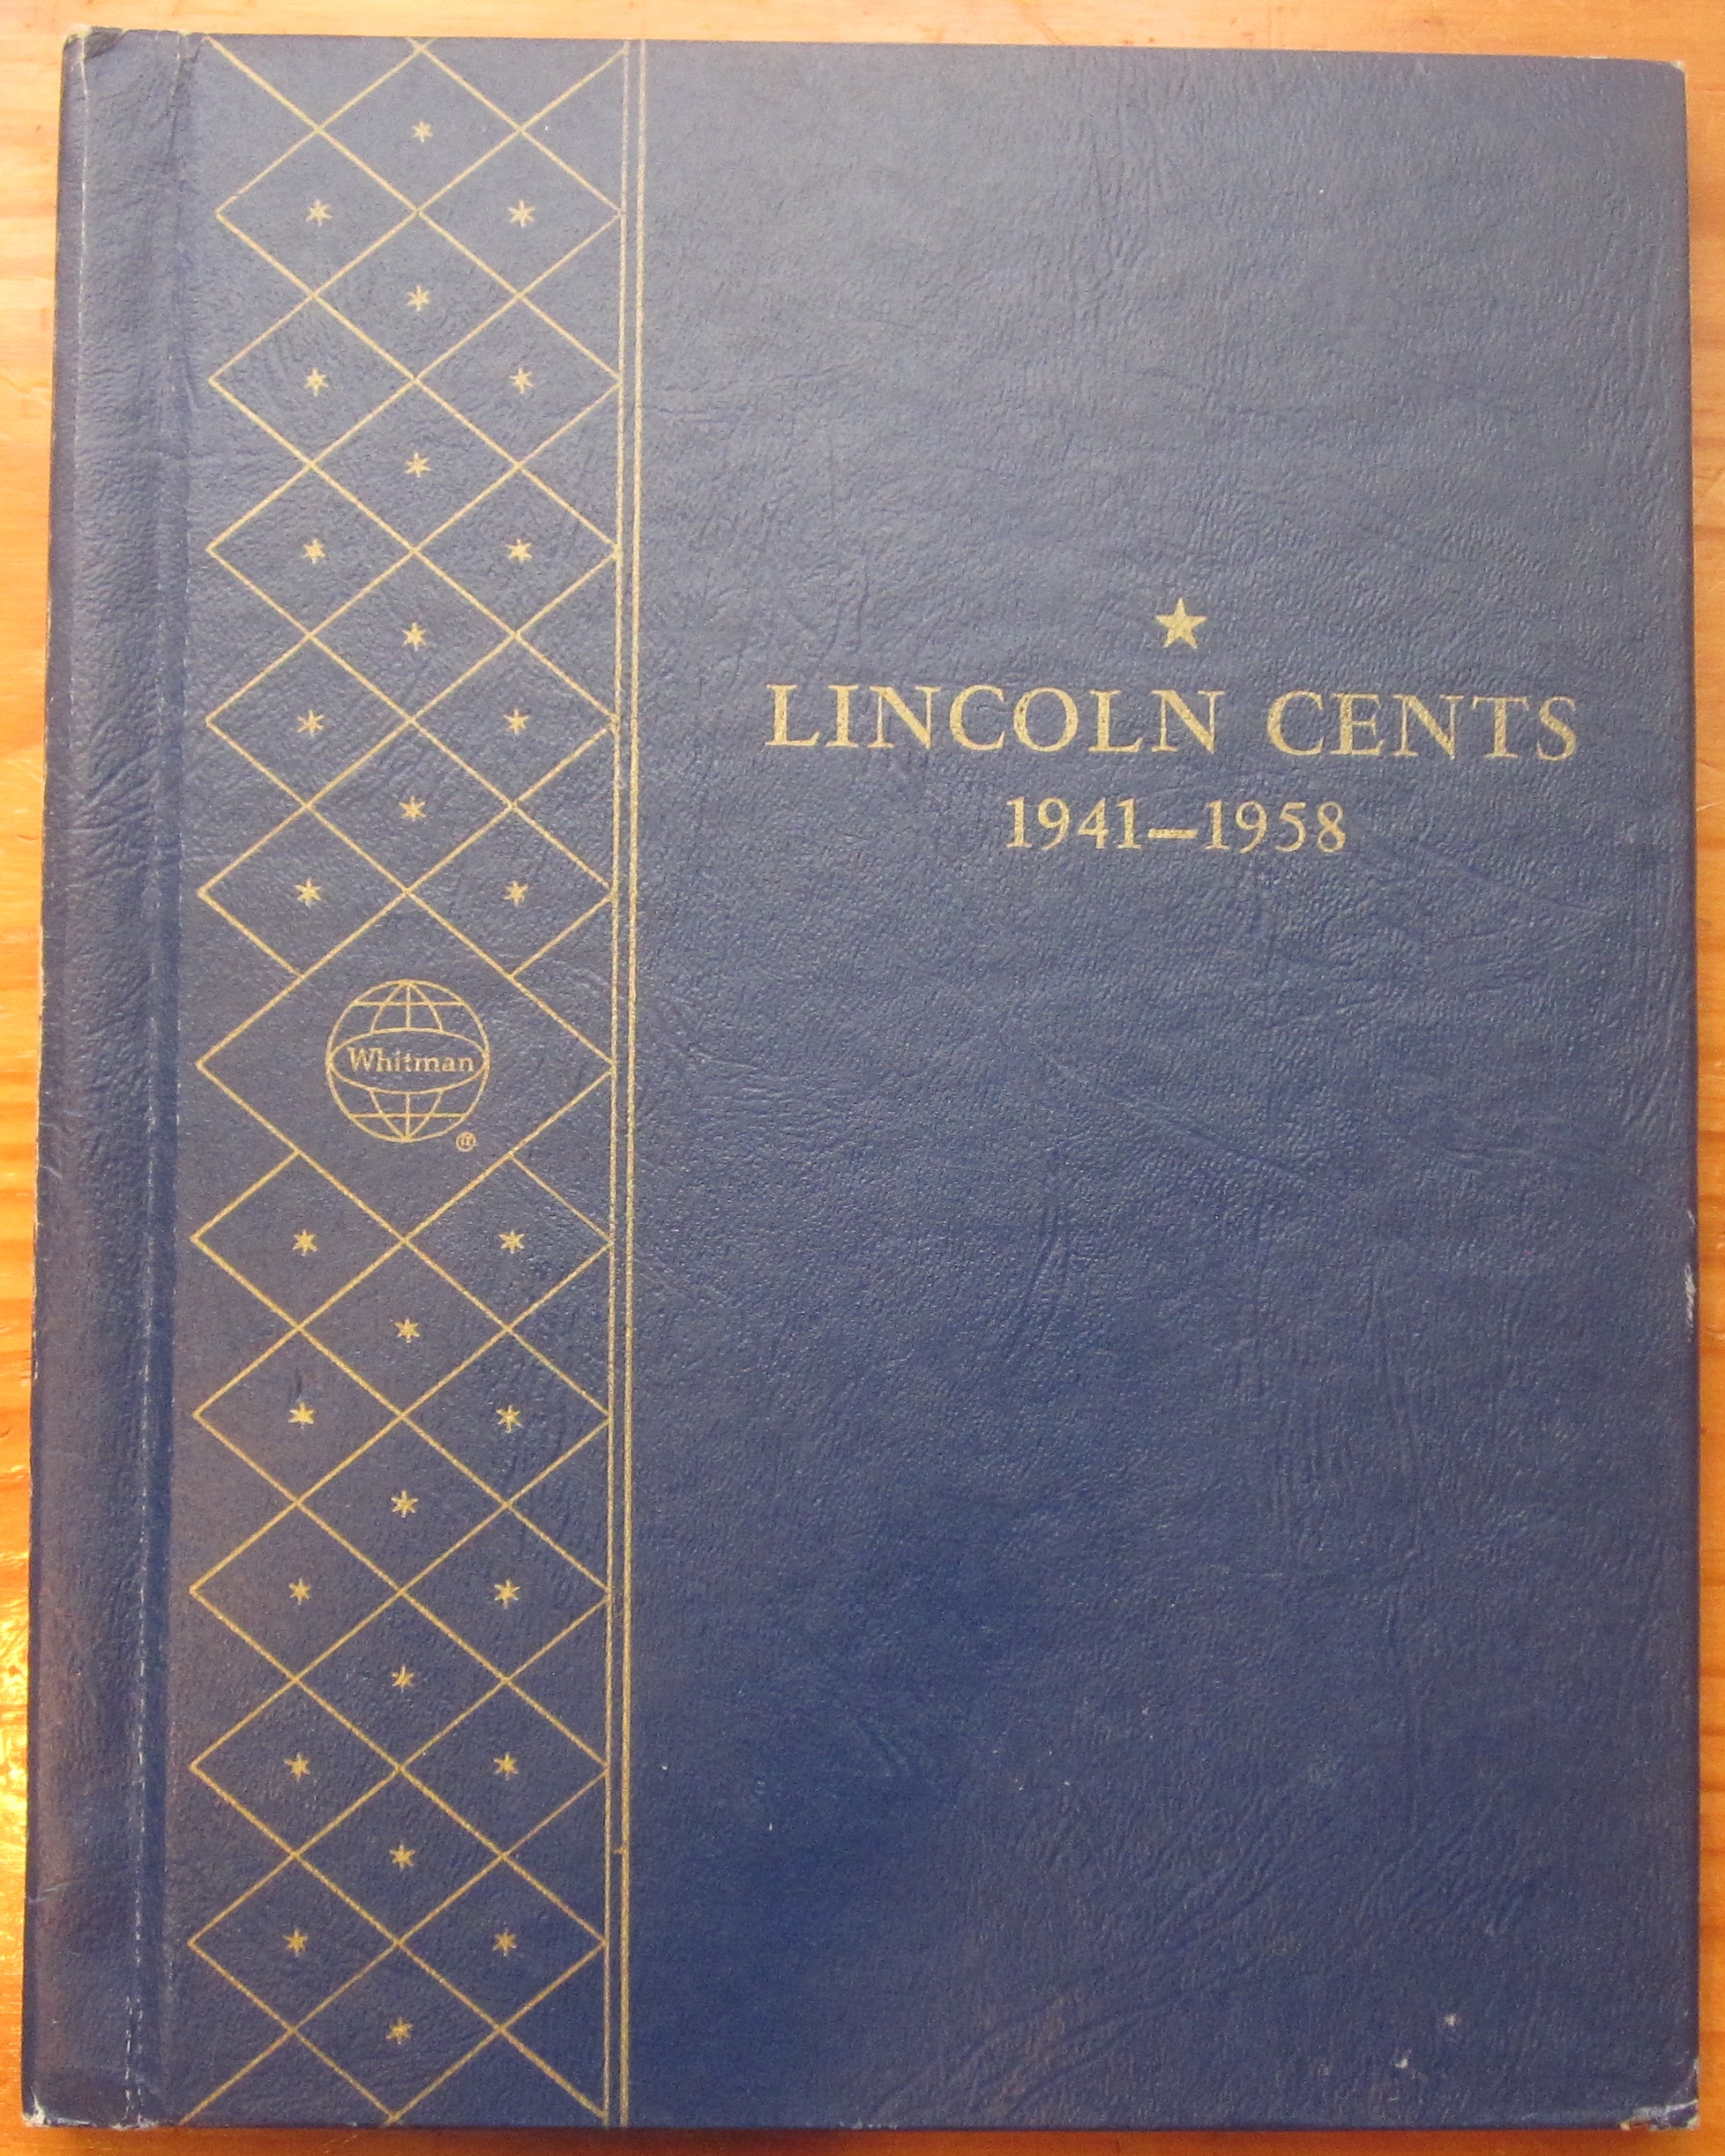 LINCOLN CENTS
1941—1958
Whitman
®